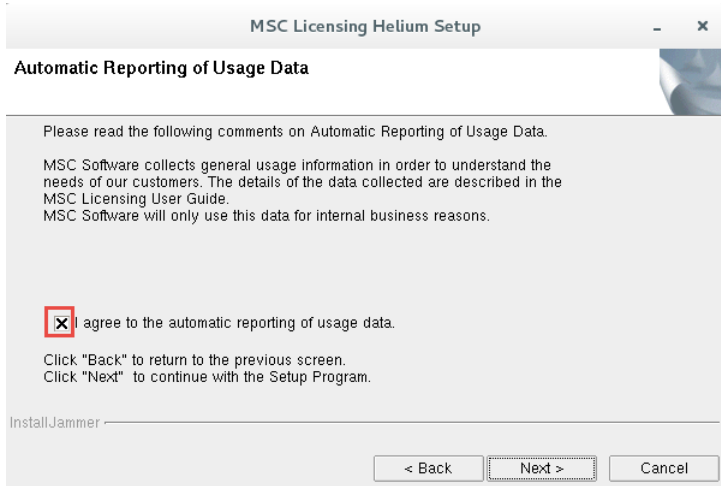 MSC Licensing Helium Setup
Automatic Reporting of Usage Data
Please read the following comments on Automatic Reporting of Usage Data.
MSC Software collects general usage information in order to understand the
needs of our customers. The details of the data collected are described in the
MSC Licensing User Guide.
MSC Software will only use this data for internal business reasons.
I agree to the automatic reporting of usage data.
Click "Back" to return to the previous screen.
Click "Next" to continue with the Setup Program.
InstallJammer
< Back Next > Cancel